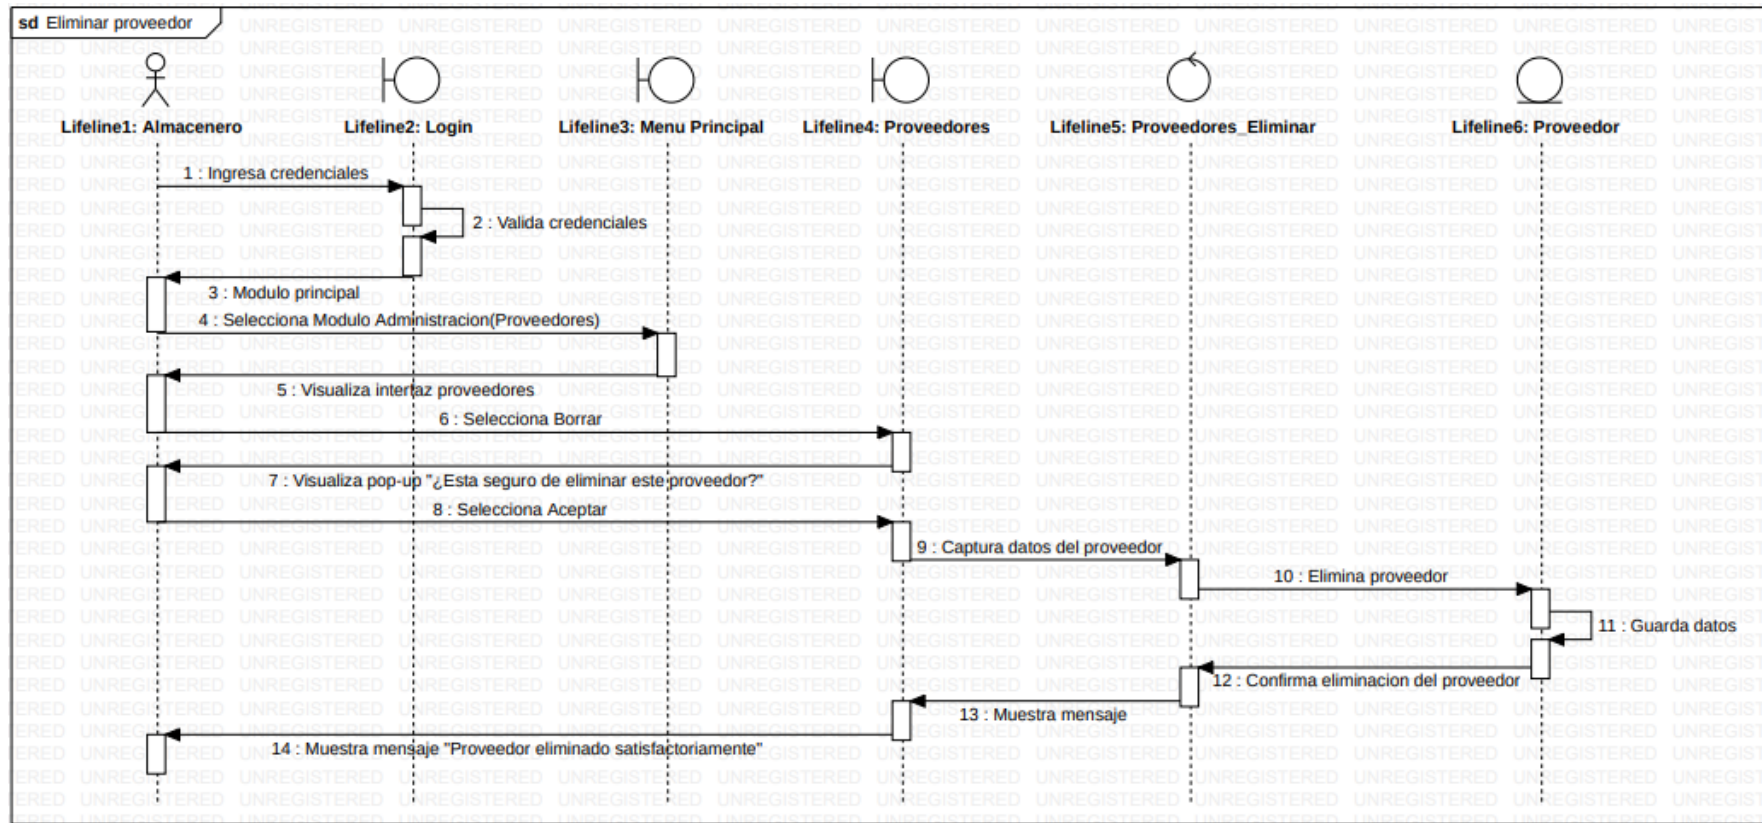 sd Eliminar proveedor
Lifeline1: Almacenero
Lifeline2: Login
Lifeline3: Menu Principal
Lifeline4: Proveedores
Lifeline5: Proveedores_Eliminar
Lifeline6: Proveedor
1 : Ingresa credenciales
2 : Valida credenciales
3 : Modulo principal
4 : Selecciona Modulo Administracion(Proveedores)
5 : Visualiza interfaz proveedores
6 : Selecciona Borrar
7 : Visualiza pop-up "¿Esta seguro de eliminar este proveedor?"
8 : Selecciona Aceptar
9 : Captura datos del proveedor
10 : Elimina proveedor
11 : Guarda datos
12 : Confirma eliminacion del proveedor
13 : Muestra mensaje
14 : Muestra mensaje "Proveedor eliminado satisfactoriamente"
UNREGISTERED